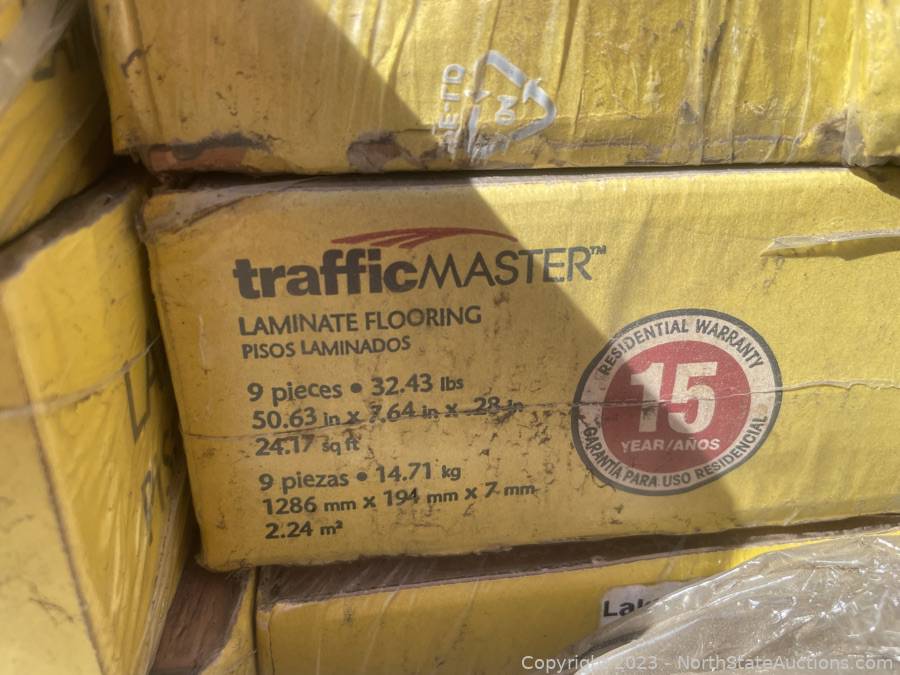 trafficMASTER™
LAMINATE FLOORING
PISOS LAMINADOS
9 pieces • 32.43 lbs
50.63 in x 7.64 in x .28 in
24.17 sq ft
9 piezas • 14.71 kg
1286 mm x 194 mm x 7 mm
2.24 m²
RESIDENTIAL WARRANTY
15
YEAR/AÑOS
GARANTÍA PARA USO RESIDENCIAL
Copyright © 2023 - NorthStateAuctions.com